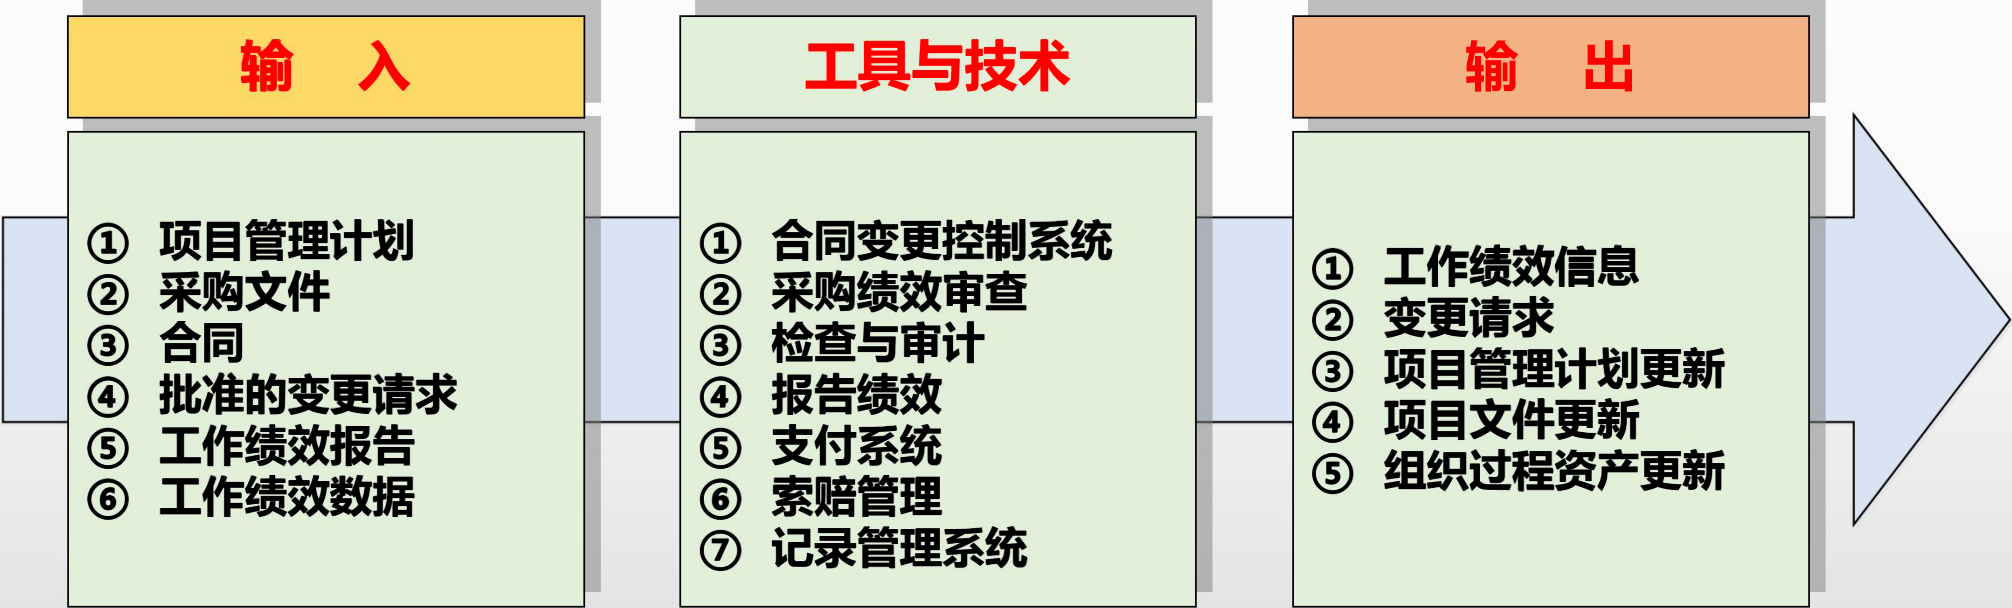 输 入
① 项目管理计划
② 采购文件
③ 合同
④ 批准的变更请求
⑤ 工作绩效报告
⑥ 工作绩效数据
工具与技术
① 合同变更控制系统
② 采购绩效审查
③ 检查与审计
④ 报告绩效
⑤ 支付系统
⑥ 索赔管理
⑦ 记录管理系统
输 出
① 工作绩效信息
② 变更请求
③ 项目管理计划更新
④ 项目文件更新
⑤ 组织过程资产更新